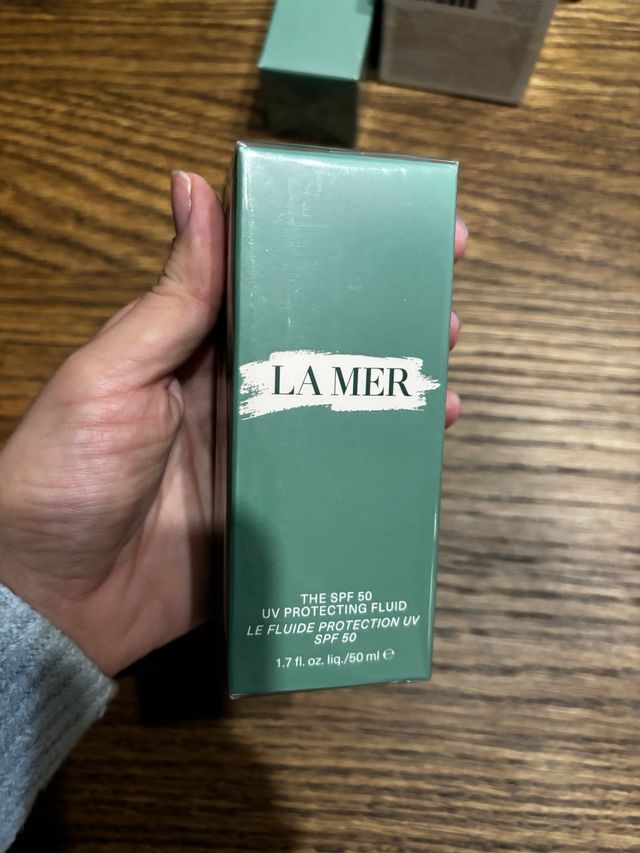 LA MER
THE SPF 50
UV PROTECTING FLUID
LE FLUIDE PROTECTION UV
SPF 50
1.7 fl. oz. liq./50 ml ℮